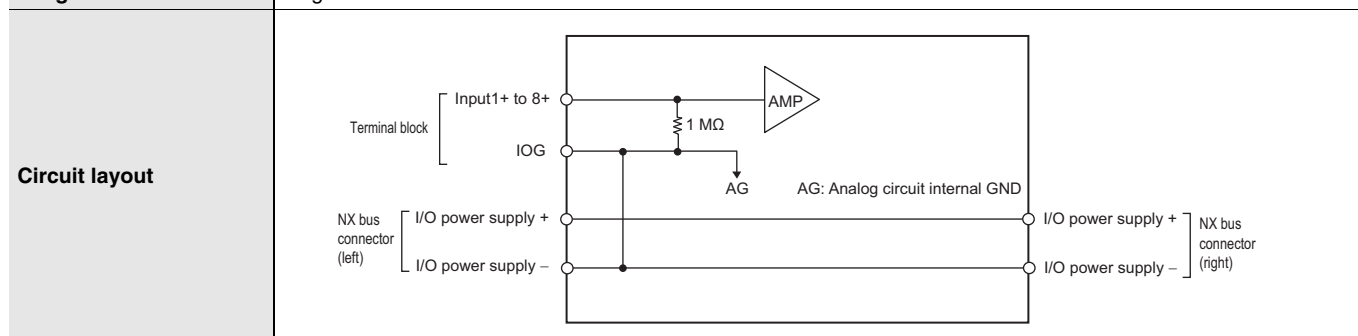 Circuit layout
Terminal block
Input1+ to 8+
IOG
AMP
1 MΩ
AG
AG: Analog circuit internal GND
NX bus
connector
(left)
I/O power supply +
I/O power supply –
I/O power supply +
I/O power supply –
NX bus
connector
(right)